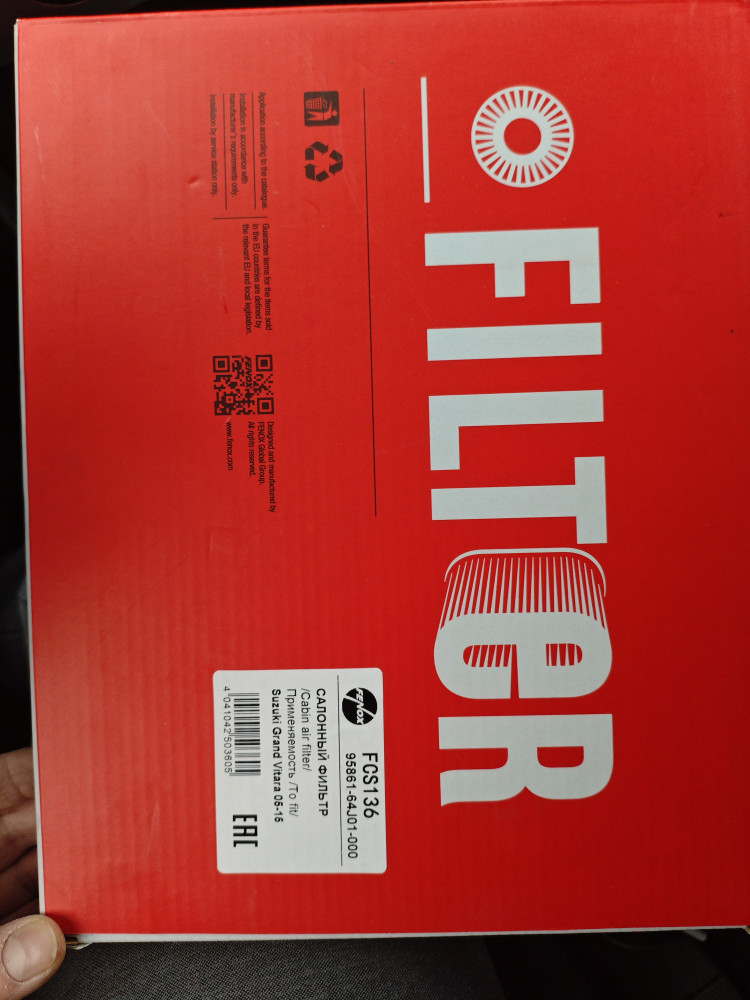 FILTeR
Application according to the catalogue.
Installation in accordance with
manufacturer's requirements only.
Installation by service station only.
Guarantee terms for the items sold
in the EU countries are defined by
the relevant EU and local legislation.
FENOX
Designed and manufactured by
FENOX Global Group.
All rights reserved.
www.fenox.com
FENOX
FCS136
95861-64J01-000
САЛОННЫЙ ФИЛЬТР
/Cabin air filter/
Применяемость /To fit/
Suzuki Grand Vitara 05-15
4 041042 503605
EAC